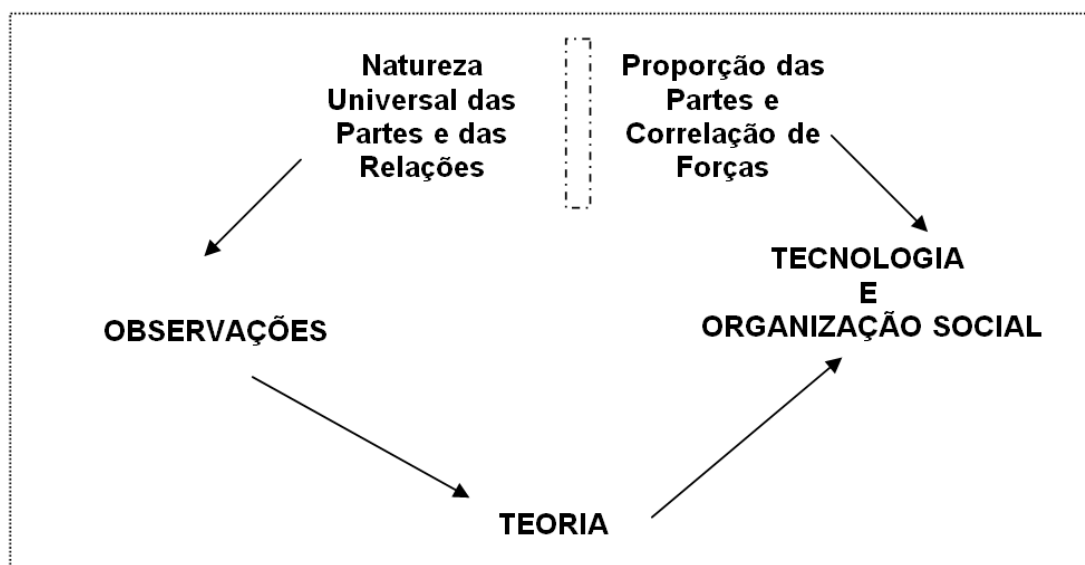 Natureza
Universal das
Partes e das
Relações
Proporção das
Partes e
Correlação de
Forças
TECNOLOGIA
E
ORGANIZAÇÃO SOCIAL
OBSERVAÇÕES
TEORIA